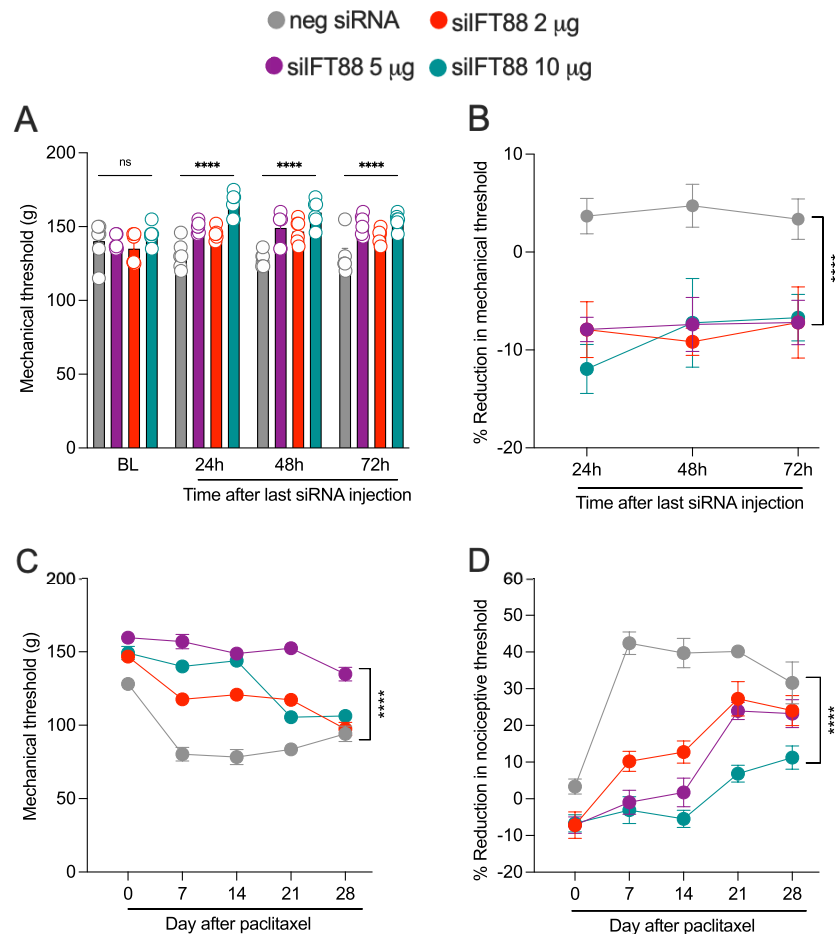 neg siRNA siIFT88 2 µg
siIFT88 5 µg siIFT88 10 µg
A
Mechanical threshold (g)
200
150
100
50
0
ns **** **** ****
BL 24h 48h 72h
Time after last siRNA injection
B
% Reduction in mechanical threshold
10
0
-10
-20
****
24h 48h 72h
Time after last siRNA injection
C
Mechanical threshold (g)
200
150
100
50
0
****
0 7 14 21 28
Day after paclitaxel
D
% Reduction in nociceptive threshold
60
50
40
30
20
10
0
-10
-20
****
0 7 14 21 28
Day after paclitaxel